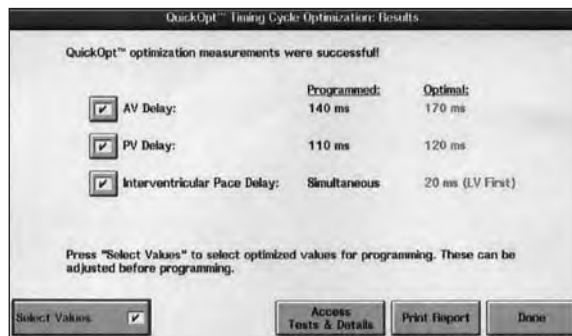 QuickOpt™ Timing Cycle Optimization: Results
QuickOpt™ optimization measurements were successful!
Programmed: Optimal:
AV Delay: 140 ms 170 ms
PV Delay: 110 ms 120 ms
Interventricular Pace Delay: Simultaneous 20 ms (LV First)
Press "Select Values" to select optimized values for programming. These can be
adjusted before programming.
Select Values Access Print Report Done
Tests & Details